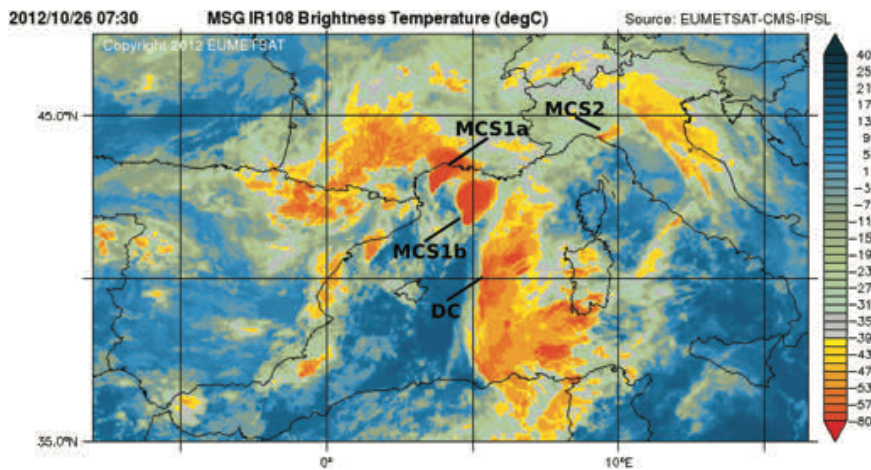 2012/10/26 07:30 MSG IR108 Brightness Temperature (degC) Source: EUMETSAT-CMS-IPSL
Copyright 2012 EUMETSAT
45.0°N
MCS2
MCS1a
MCS1b
DC
35.0°N
0°
10°E
40
25
21
17
13
9
5
1
-3
-7
-11
-15
-19
-23
-27
-31
-35
-39
-43
-47
-53
-57
-80